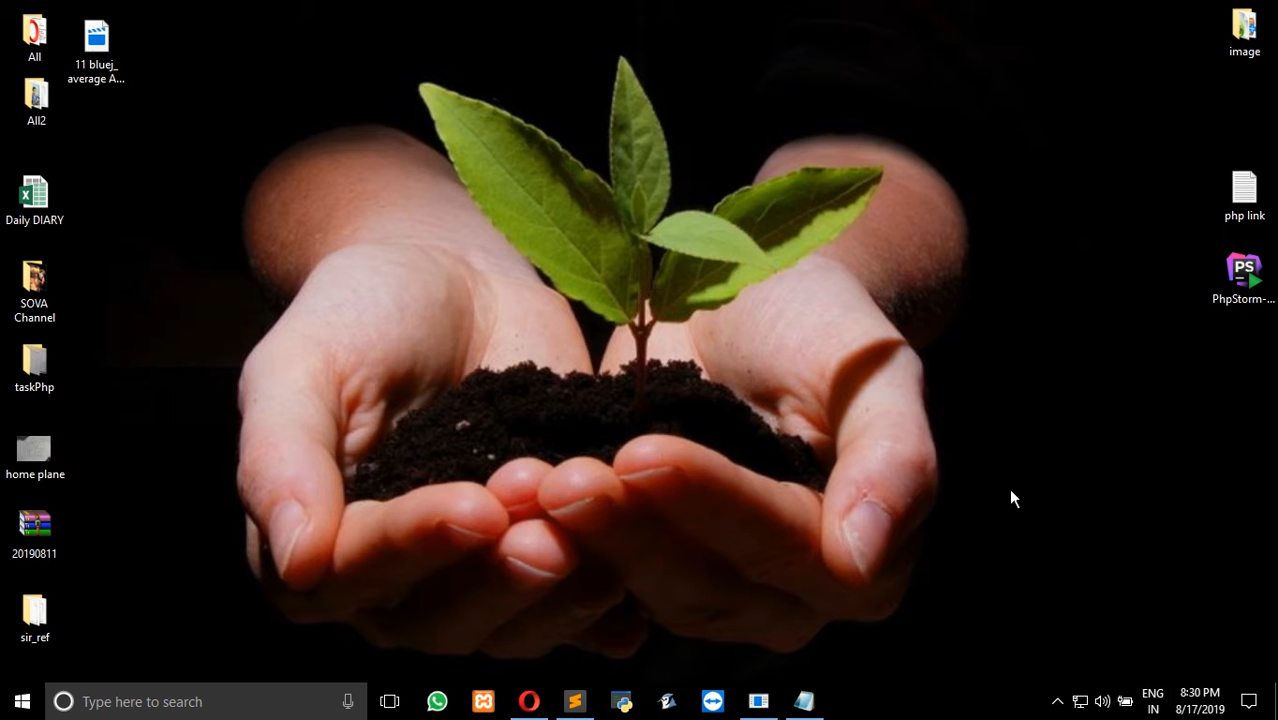 All
11 bluej_
average A...
All2
Daily DIARY
SOVA
Channel
taskPhp
home plane
20190811
sir_ref
image
php link
PS
PhpStorm-...
Type here to search
ENG
IN
8:30 PM
8/17/2019